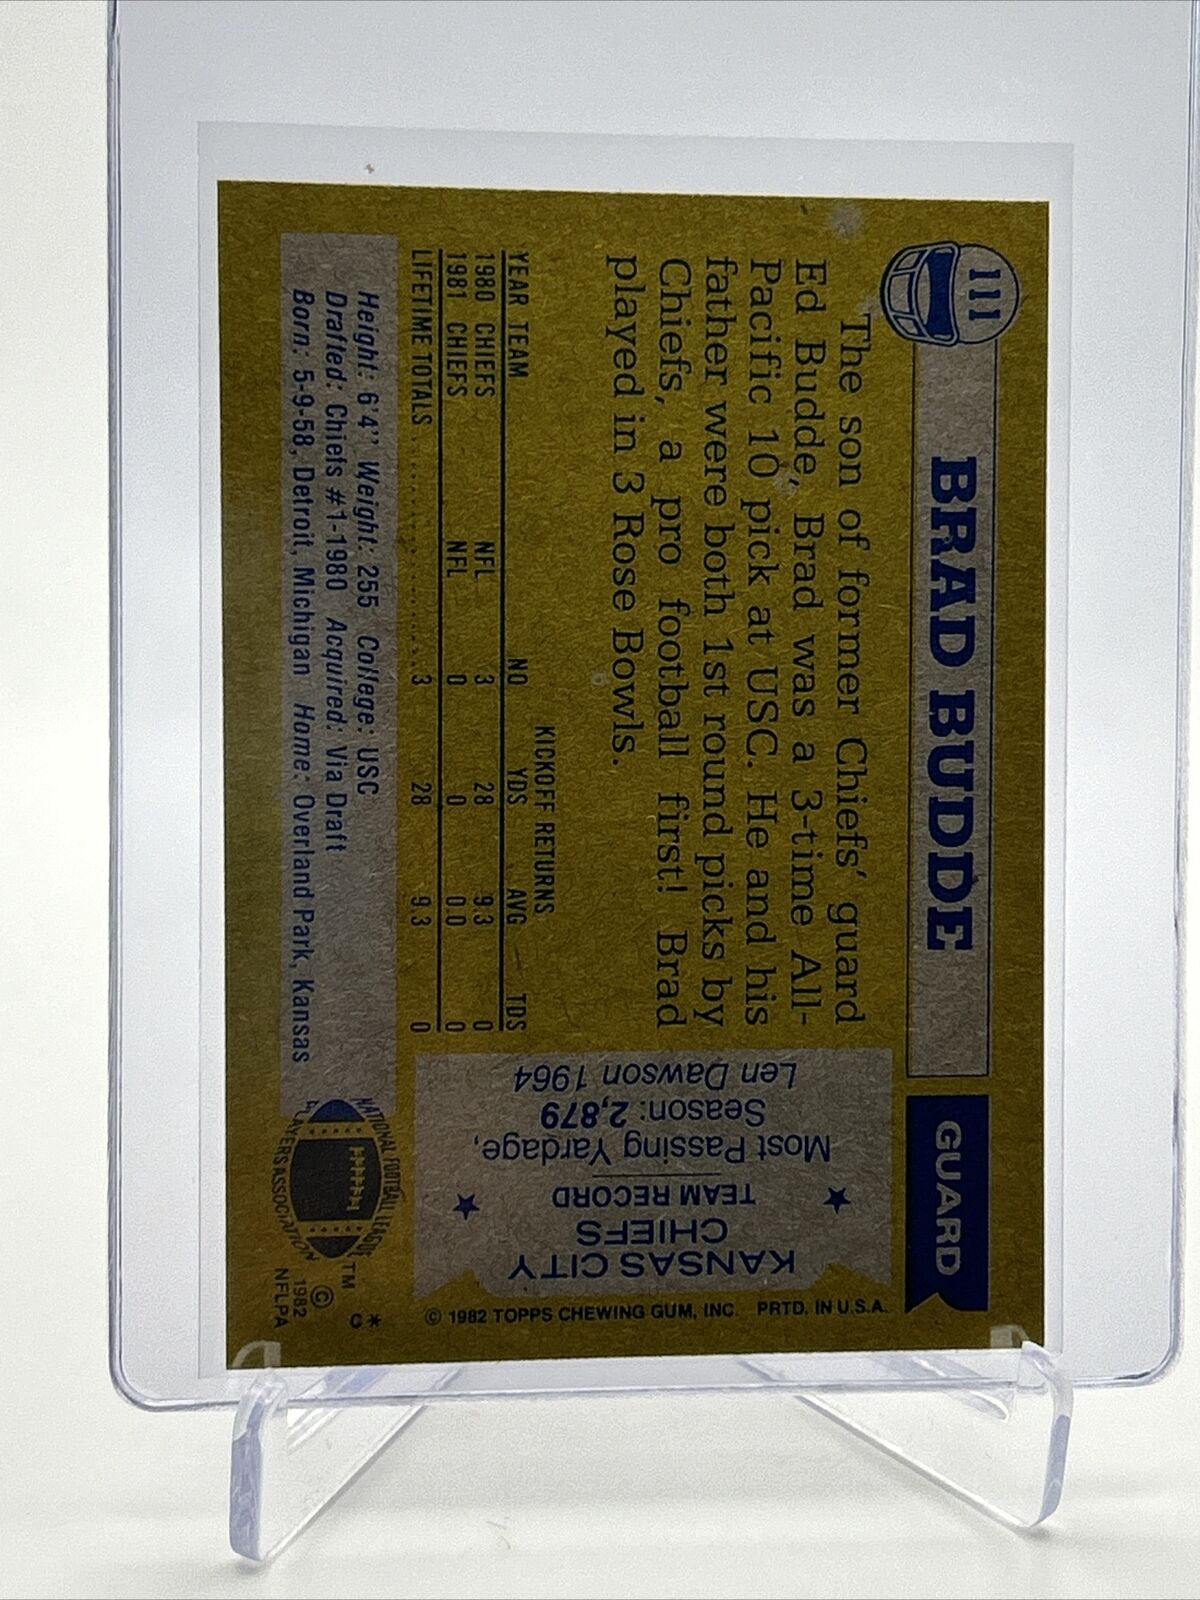 111
BRAD BUDDE
GUARD
The son of former Chiefs' guard
Ed Budde, Brad was a 3-time All-
Pacific 10 pick at USC. He and his
father were both 1st round picks by
Chiefs, a pro football first! Brad
played in 3 Rose Bowls.
KICKOFF RETURNS
YEAR TEAM NO YDS AVG TDS
1980 CHIEFS NFL 3 28 9.3 0
1981 CHIEFS NFL 0 0 0.0 0
LIFETIME TOTALS 3 28 9.3 0
Height: 6'4" Weight: 255 College: USC
Drafted: Chiefs #1-1980 Acquired: Via Draft
Born: 5-9-58, Detroit, Michigan Home: Overland Park, Kansas
KANSAS CITY
CHIEFS
TEAM RECORD
Most Passing Yardage,
Season: 2,879
Len Dawson 1964
© 1982 TOPPS CHEWING GUM, INC. PRTD. IN U.S.A.
NATIONAL FOOTBALL LEAGUE
PLAYERS ASSOCIATION
TM
©
1982
NFLPA
C*